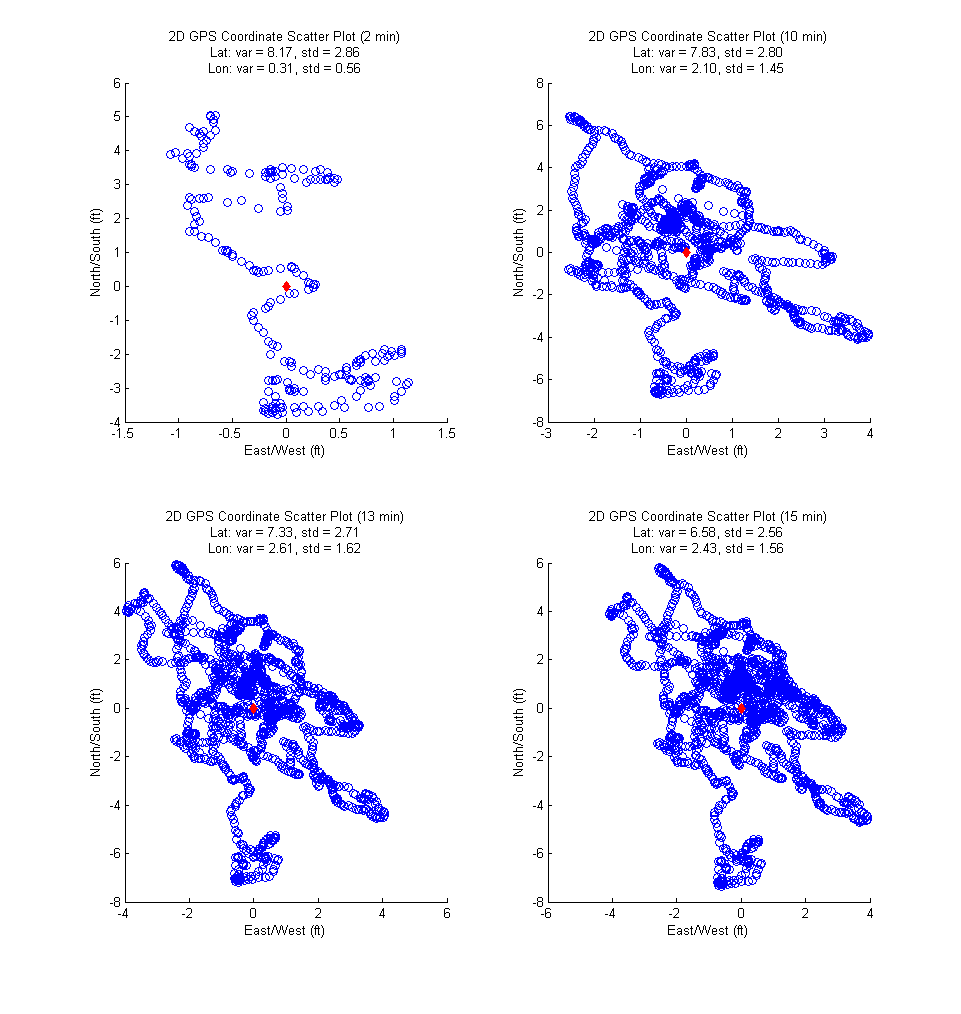 2D GPS Coordinate Scatter Plot (2 min)
Lat: var = 8.17, std = 2.86
Lon: var = 0.31, std = 0.56
6
5
4
3
2
1
0
-1
-2
-3
-4
North/South (ft)
-1.5 -1 -0.5 0 0.5 1 1.5
East/West (ft)
2D GPS Coordinate Scatter Plot (10 min)
Lat: var = 7.83, std = 2.80
Lon: var = 2.10, std = 1.45
8
6
4
2
0
-2
-4
-6
-8
North/South (ft)
-3 -2 -1 0 1 2 3 4
East/West (ft)
2D GPS Coordinate Scatter Plot (13 min)
Lat: var = 7.33, std = 2.71
Lon: var = 2.61, std = 1.62
6
4
2
0
-2
-4
-6
-8
North/South (ft)
-4 -2 0 2 4 6
East/West (ft)
2D GPS Coordinate Scatter Plot (15 min)
Lat: var = 6.58, std = 2.56
Lon: var = 2.43, std = 1.56
6
4
2
0
-2
-4
-6
-8
North/South (ft)
-6 -4 -2 0 2 4
East/West (ft)